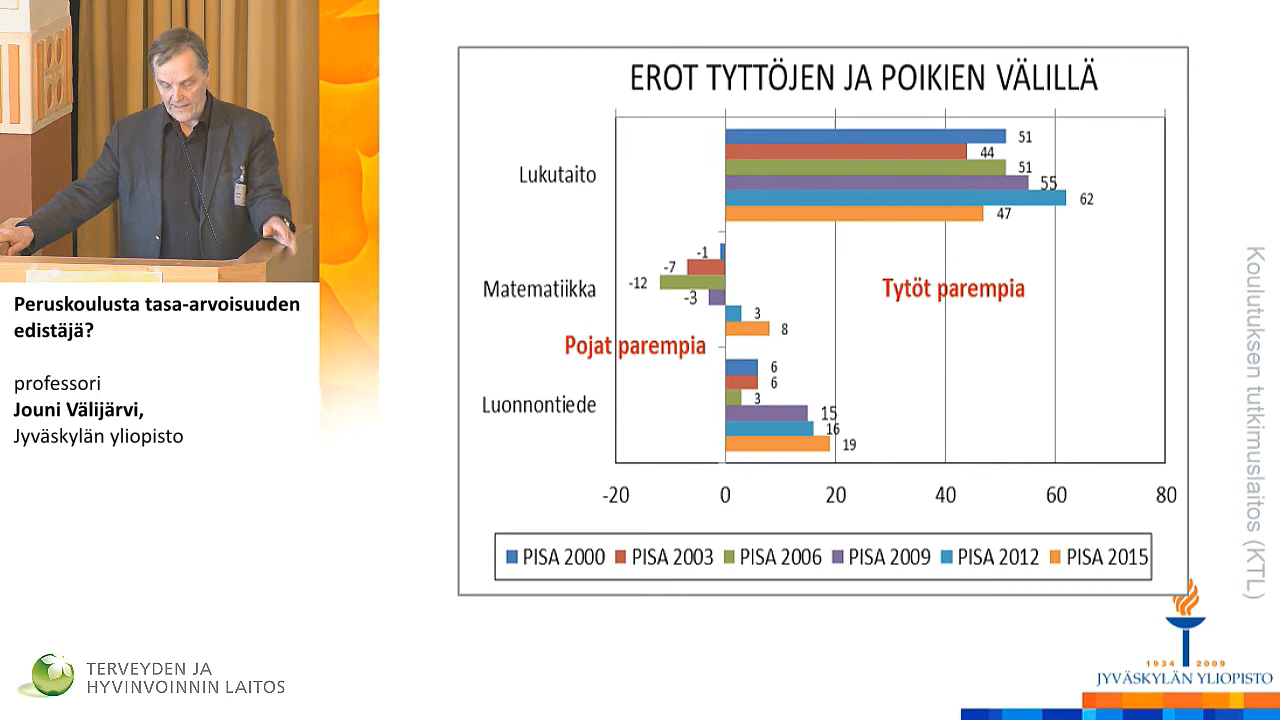 EROT TYTTÖJEN JA POIKIEN VÄLILLÄ
Lukutaito
51
44
51
55
62
47
Matematiikka
-1
-7
-12
-3
3
8
Tytöt parempia
Pojat parempia
Luonnontiede
6
6
3
15
16
19
-20 0 20 40 60 80
PISA 2000 PISA 2003 PISA 2006 PISA 2009 PISA 2012 PISA 2015
Koulutuksen tutkimuslaitos (KTL)
Peruskoulusta tasa-arvoisuuden
edistäjä?
professori
Jouni Välijärvi,
Jyväskylän yliopisto
TERVEYDEN JA
HYVINVOINNIN LAITOS
1934 2009
JYVÄSKYLÄN YLIOPISTO